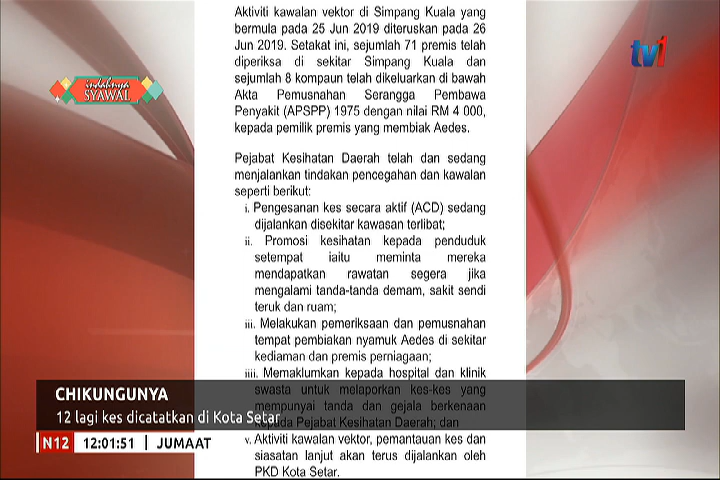 Aktiviti kawalan vektor di Simpang Kuala yang
bermula pada 25 Jun 2019 diteruskan pada 26
Jun 2019. Setakat ini, sejumlah 71 premis telah
diperiksa di sekitar Simpang Kuala dan
sejumlah 8 kompaun telah dikeluarkan di bawah
Akta Pemusnahan Serangga Pembawa
Penyakit (APSPP) 1975 dengan nilai RM 4 000,
kepada pemilik premis yang membiak Aedes.
tv1
indahnya
SYAWAL
Pejabat Kesihatan Daerah telah dan sedang
menjalankan tindakan pencegahan dan kawalan
seperti berikut:
i. Pengesanan kes secara aktif (ACD) sedang
dijalankan disekitar kawasan terlibat;
ii. Promosi kesihatan kepada penduduk
setempat iaitu meminta mereka
mendapatkan rawatan segera jika
mengalami tanda-tanda demam, sakit sendi
teruk dan ruam;
iii. Melakukan pemeriksaan dan pemusnahan
tempat pembiakan nyamuk Aedes di sekitar
kediaman dan premis perniagaan;
iiii. Memaklumkan kepada hospital dan klinik
swasta untuk melaporkan kes-kes yang
mempunyai tanda dan gejala berkenaan
kepada Pejabat Kesihatan Daerah; dan
v. Aktiviti kawalan vektor, pemantauan kes dan
siasatan lanjut akan terus dijalankan oleh
PKD Kota Setar.
CHIKUNGUNYA
12 lagi kes dicatatkan di Kota Setar
N12 12:01:51 JUMAAT